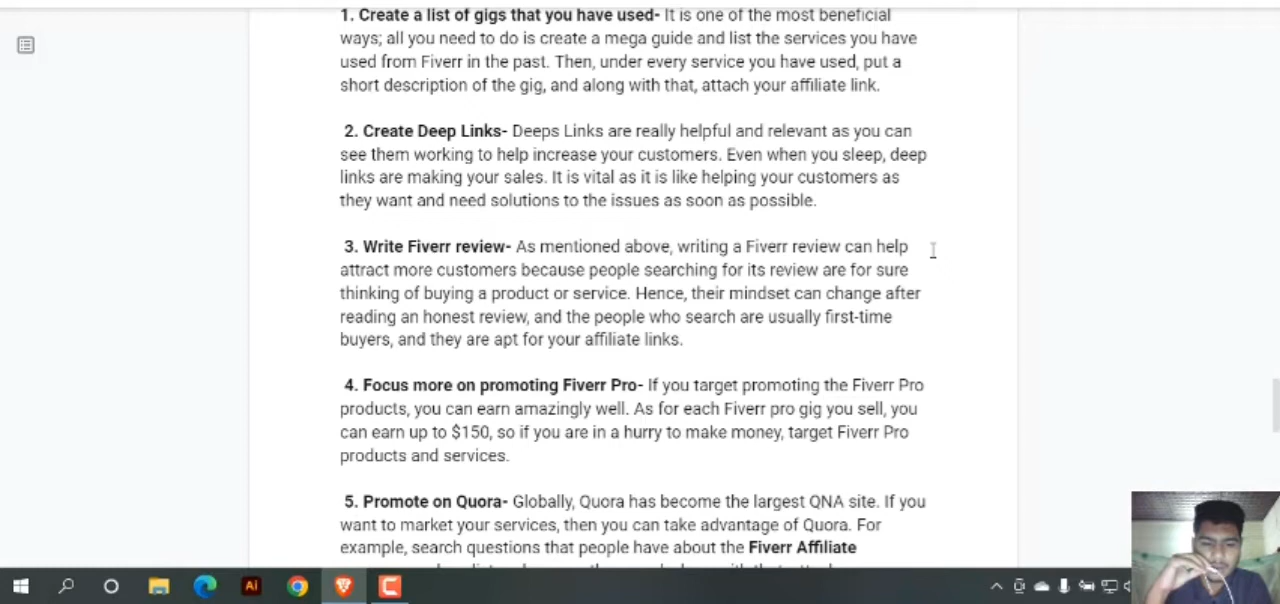 1. Create a list of gigs that you have used- It is one of the most beneficial
ways; all you need to do is create a mega guide and list the services you have
used from Fiverr in the past. Then, under every service you have used, put a
short description of the gig, and along with that, attach your affiliate link.
2. Create Deep Links- Deeps Links are really helpful and relevant as you can
see them working to help increase your customers. Even when you sleep, deep
links are making your sales. It is vital as it is like helping your customers as
they want and need solutions to the issues as soon as possible.
3. Write Fiverr review- As mentioned above, writing a Fiverr review can help
attract more customers because people searching for its review are for sure
thinking of buying a product or service. Hence, their mindset can change after
reading an honest review, and the people who search are usually first-time
buyers, and they are apt for your affiliate links.
4. Focus more on promoting Fiverr Pro- If you target promoting the Fiverr Pro
products, you can earn amazingly well. As for each Fiverr pro gig you sell, you
can earn up to $150, so if you are in a hurry to make money, target Fiverr Pro
products and services.
5. Promote on Quora- Globally, Quora has become the largest QNA site. If you
want to market your services, then you can take advantage of Quora. For
example, search questions that people have about the Fiverr Affiliate
Ai